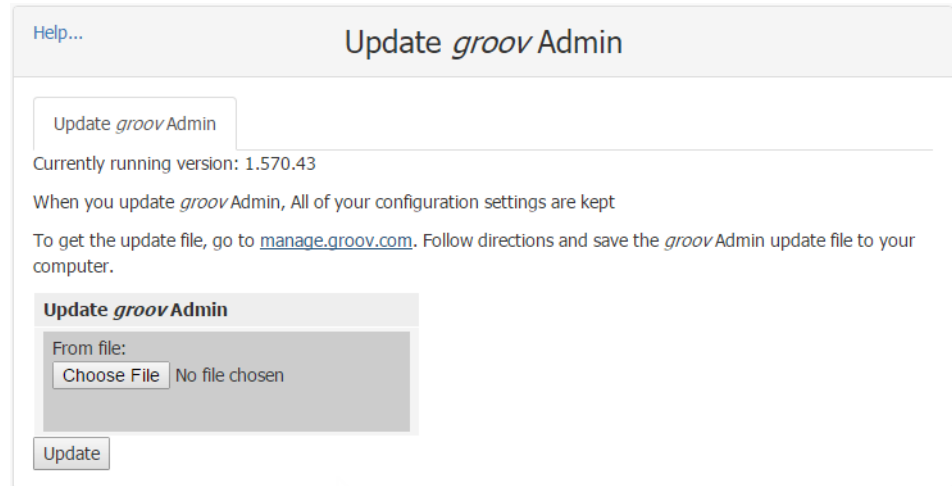 Help...
Update groov Admin
Update groov Admin
Currently running version: 1.570.43
When you update groov Admin, All of your configuration settings are kept
To get the update file, go to manage.groov.com. Follow directions and save the groov Admin update file to your
computer.
Update groov Admin
From file:
Choose File No file chosen
Update